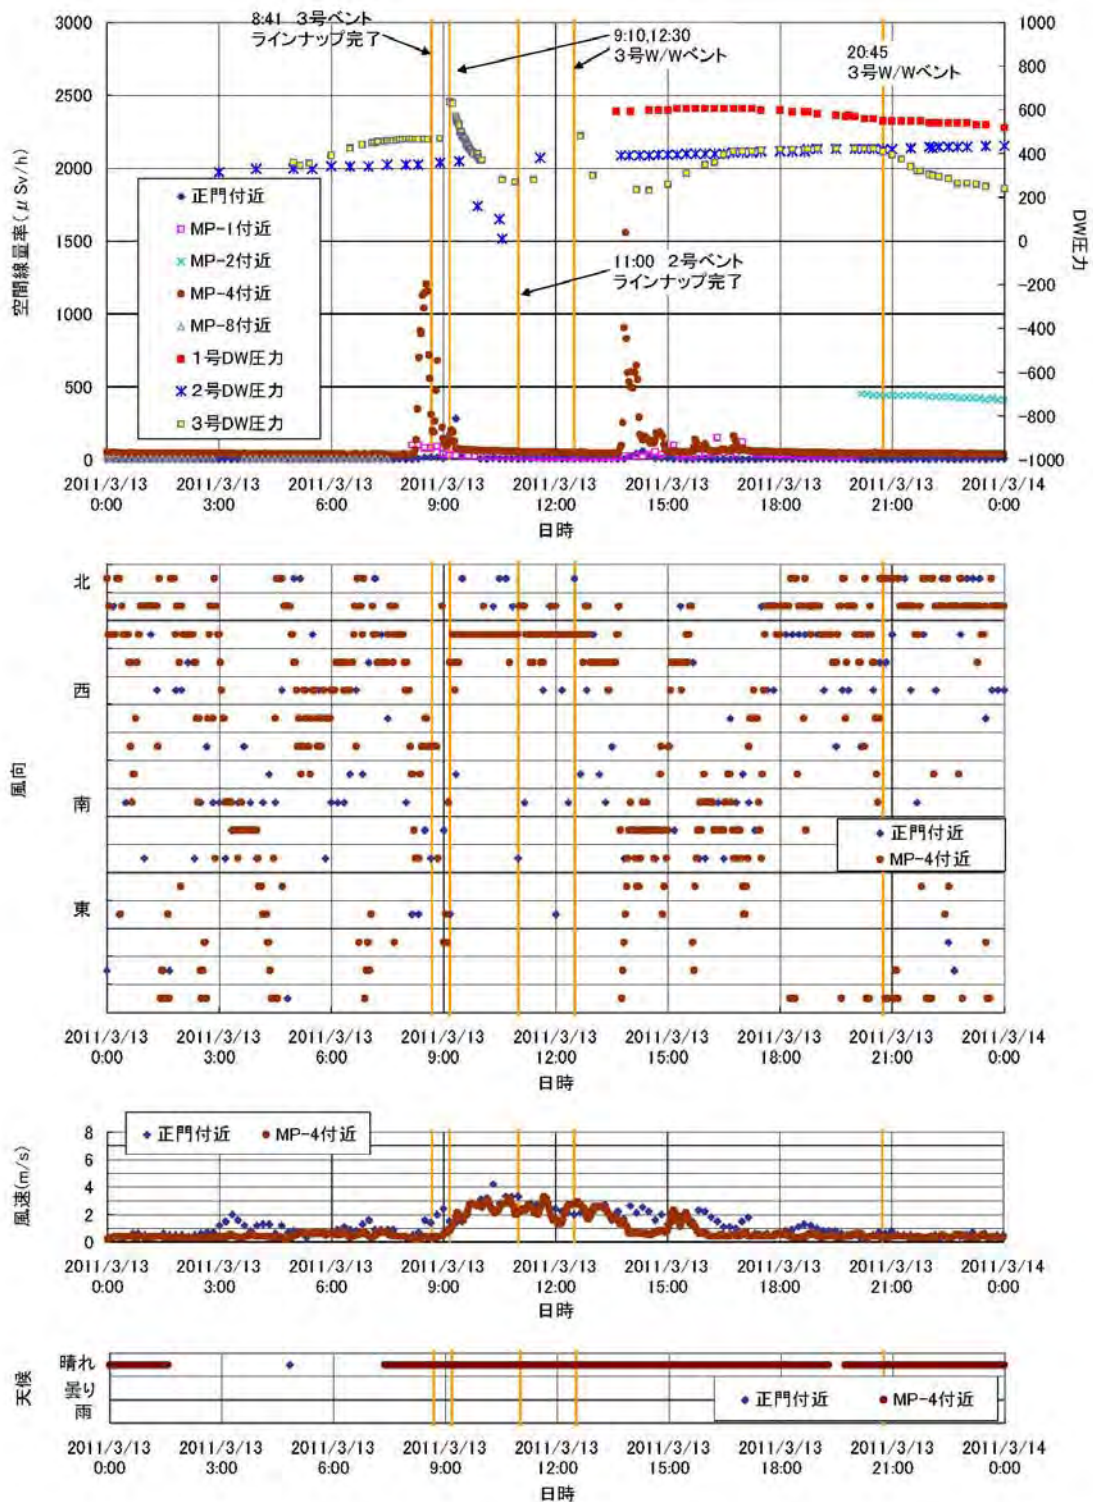 8:41 3号ベント
ラインナップ完了
9:10,12:30
3号W/Wベント
20:45
3号W/Wベント
11:00 2号ベント
ラインナップ完了
空間線量率(μSv/h)
3000
2500
2000
1500
1000
500
0
DW圧力
1000
800
600
400
200
0
-200
-400
-600
-800
-1000
正門付近
MP-1付近
MP-2付近
MP-4付近
MP-8付近
1号DW圧力
2号DW圧力
3号DW圧力
2011/3/13 2011/3/13 2011/3/13 2011/3/13 2011/3/13 2011/3/13 2011/3/13 2011/3/13 2011/3/14
0:00 3:00 6:00 9:00 12:00 15:00 18:00 21:00 0:00
日時
風向
北
西
南
東
正門付近
MP-4付近
2011/3/13 2011/3/13 2011/3/13 2011/3/13 2011/3/13 2011/3/13 2011/3/13 2011/3/13 2011/3/14
0:00 3:00 6:00 9:00 12:00 15:00 18:00 21:00 0:00
日時
正門付近 MP-4付近
風速(m/s)
8
6
4
2
0
2011/3/13 2011/3/13 2011/3/13 2011/3/13 2011/3/13 2011/3/13 2011/3/13 2011/3/13 2011/3/14
0:00 3:00 6:00 9:00 12:00 15:00 18:00 21:00 0:00
日時
天候
晴れ
曇り
雨
正門付近 MP-4付近
2011/3/13 2011/3/13 2011/3/13 2011/3/13 2011/3/13 2011/3/13 2011/3/13 2011/3/13 2011/3/14
0:00 3:00 6:00 9:00 12:00 15:00 18:00 21:00 0:00
日時